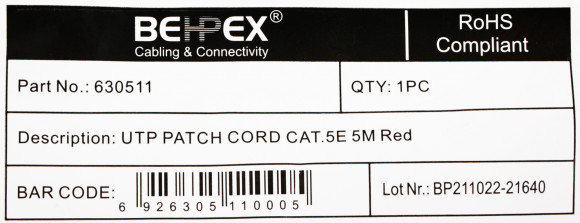 BEHPEX®
Cabling & Connectivity
RoHS
Compliant
Part No.: 630511
QTY: 1PC
Description: UTP PATCH CORD CAT.5E 5M Red
BAR CODE:
6 926305 110005
Lot Nr.: BP211022-21640